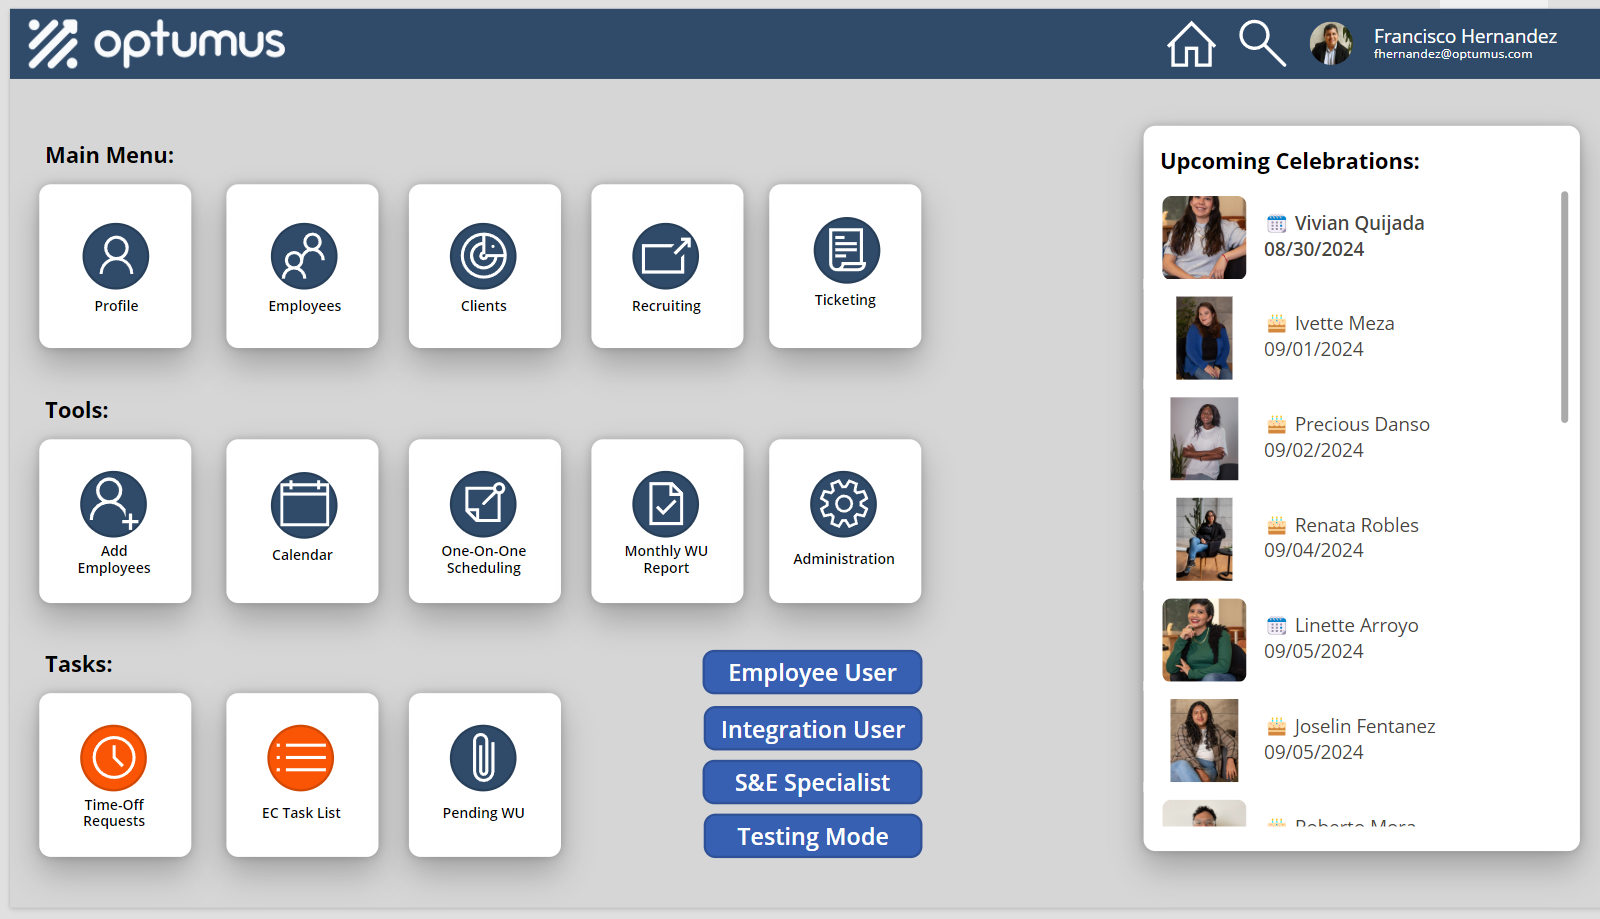 optumus
Francisco Hernandez
fhernandez@optumus.com
Main Menu:
Profile
Employees
Clients
Recruiting
Ticketing
Tools:
Add
Employees
Calendar
One-On-One
Scheduling
Monthly WU
Report
Administration
Tasks:
Time-Off
Requests
EC Task List
Pending WU
Employee User
Integration User
S&E Specialist
Testing Mode
Upcoming Celebrations:
Vivian Quijada
08/30/2024
Ivette Meza
09/01/2024
Precious Danso
09/02/2024
Renata Robles
09/04/2024
Linette Arroyo
09/05/2024
Joselin Fentanez
09/05/2024
Roberto Mora